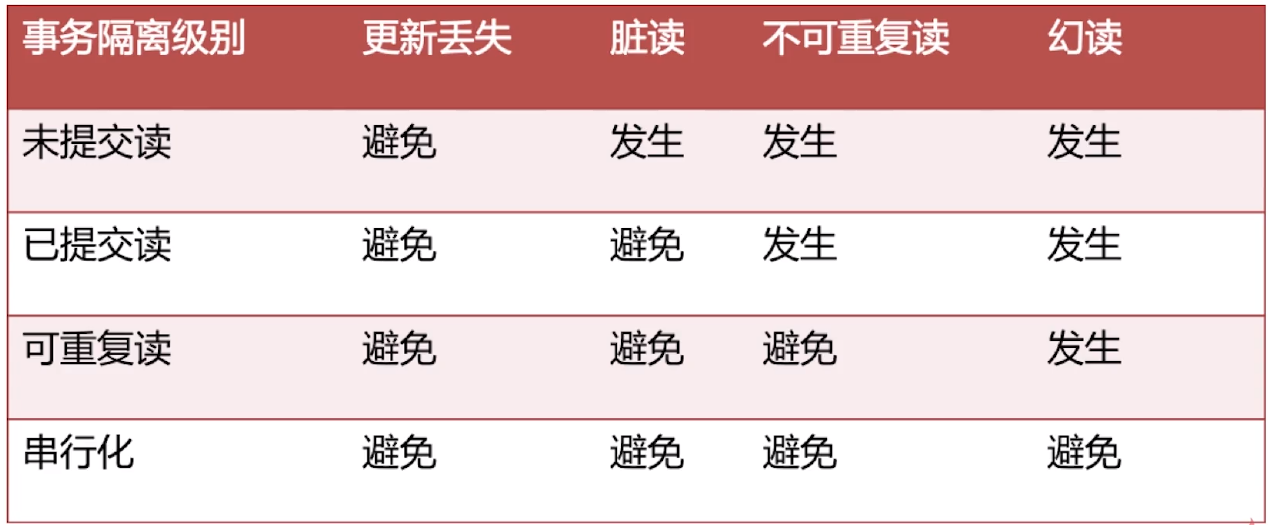 事务隔离级别 更新丢失 脏读 不可重复读 幻读
未提交读 避免 发生 发生 发生
已提交读 避免 避免 发生 发生
可重复读 避免 避免 避免 发生
串行化 避免 避免 避免 避免